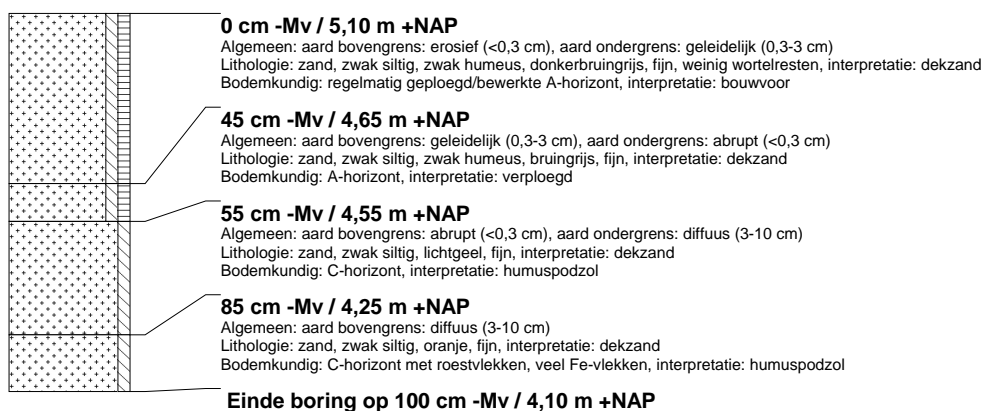 0 cm -Mv / 5,10 m +NAP
Algemeen: aard bovengrens: erosief (<0,3 cm), aard ondergrens: geleidelijk (0,3-3 cm)
Lithologie: zand, zwak siltig, zwak humeus, donkerbruingrijs, fijn, weinig wortelresten, interpretatie: dekzand
Bodemkundig: regelmatig geploegd/bewerkte A-horizont, interpretatie: bouwvoor
45 cm -Mv / 4,65 m +NAP
Algemeen: aard bovengrens: geleidelijk (0,3-3 cm), aard ondergrens: abrupt (<0,3 cm)
Lithologie: zand, zwak siltig, zwak humeus, bruingrijs, fijn, interpretatie: dekzand
Bodemkundig: A-horizont, interpretatie: verploegd
55 cm -Mv / 4,55 m +NAP
Algemeen: aard bovengrens: abrupt (<0,3 cm), aard ondergrens: diffuus (3-10 cm)
Lithologie: zand, zwak siltig, lichtgeel, fijn, interpretatie: dekzand
Bodemkundig: C-horizont, interpretatie: humuspodzol
85 cm -Mv / 4,25 m +NAP
Algemeen: aard bovengrens: diffuus (3-10 cm)
Lithologie: zand, zwak siltig, oranje, fijn, interpretatie: dekzand
Bodemkundig: C-horizont met roestvlekken, veel Fe-vlekken, interpretatie: humuspodzol
Einde boring op 100 cm -Mv / 4,10 m +NAP